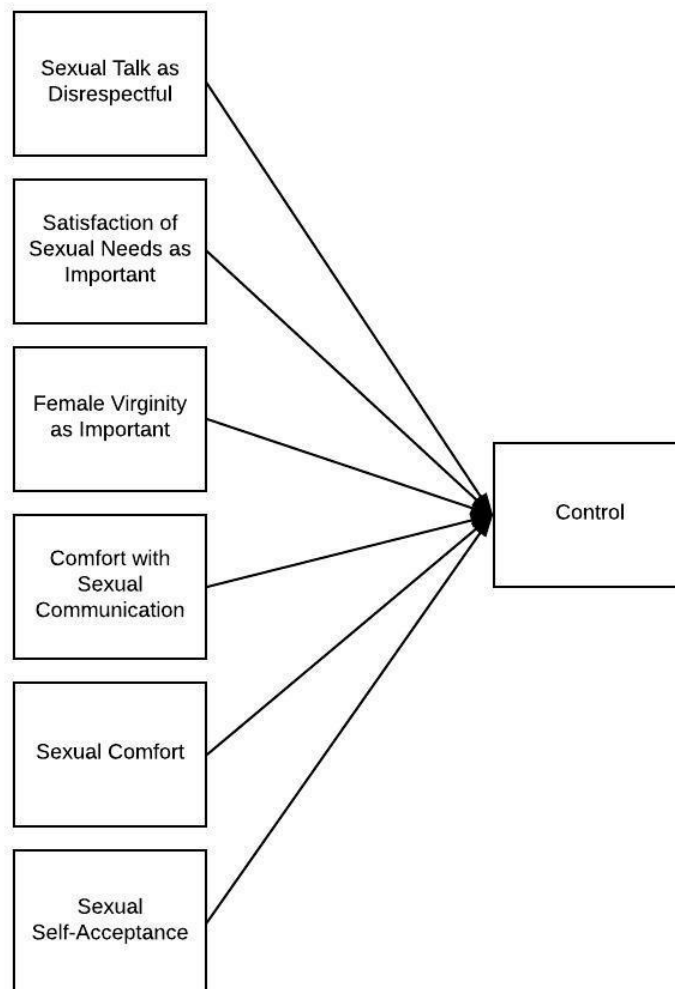 Sexual Talk as
Disrespectful
Satisfaction of
Sexual Needs as
Important
Female Virginity
as Important
Comfort with
Sexual
Communication
Control
Sexual Comfort
Sexual
Self-Acceptance